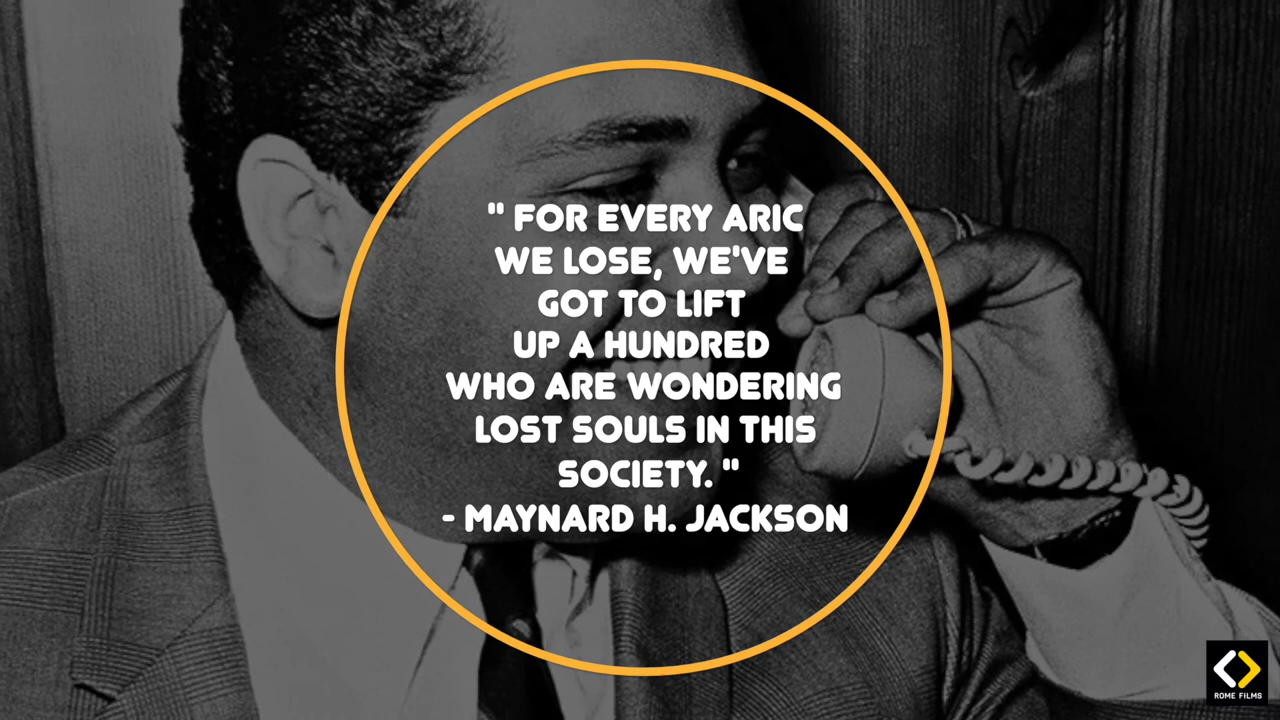 " FOR EVERY ARIC
WE LOSE, WE'VE
GOT TO LIFT
UP A HUNDRED
WHO ARE WONDERING
LOST SOULS IN THIS
SOCIETY. "
- MAYNARD H. JACKSON
ROME FILMS